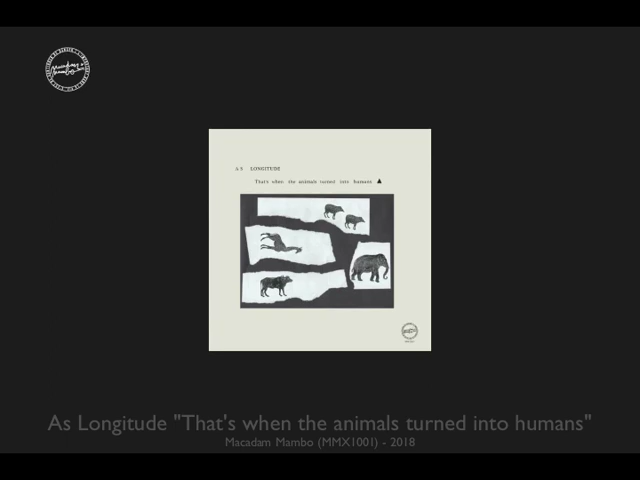 LONGITUDE
That's when the animals turned into humans ▲
As Longitude "That's when the animals turned into humans"
Macadam Mambo (MMX1001) - 2018